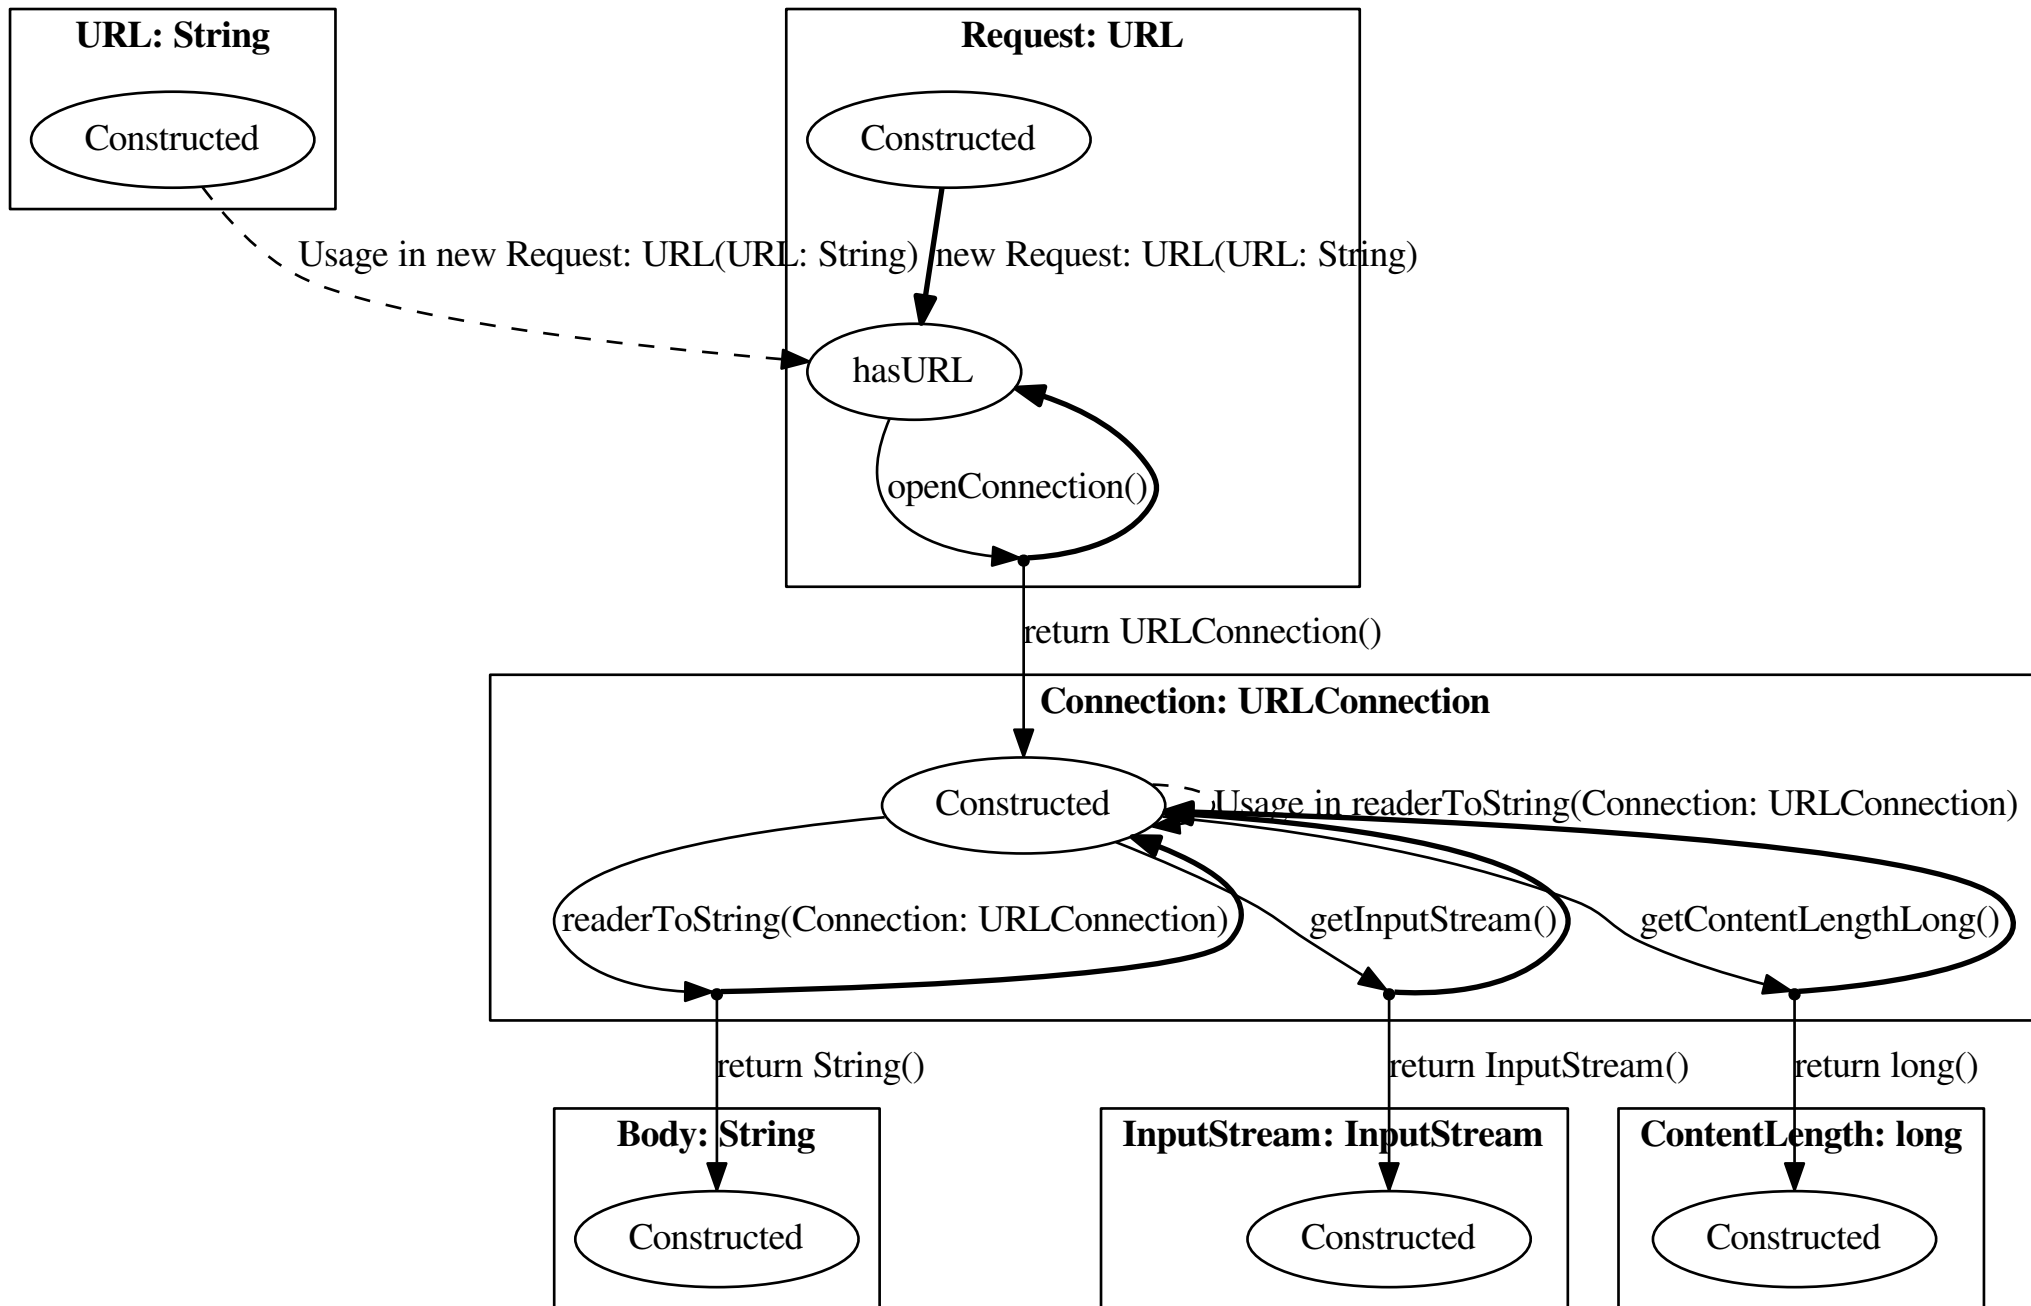 URL: String
Request: URL
Constructed
Constructed
Usage in new Request: URL(URL: String)
new Request: URL(URL: String)
hasURL
openConnection()
return URLConnection()
Connection: URLConnection
Constructed
Usage in readerToString(Connection: URLConnection)
readerToString(Connection: URLConnection)
getInputStream()
getContentLengthLong()
return String()
return InputStream()
return long()
Body: String
InputStream: InputStream
ContentLength: long
Constructed
Constructed
Constructed